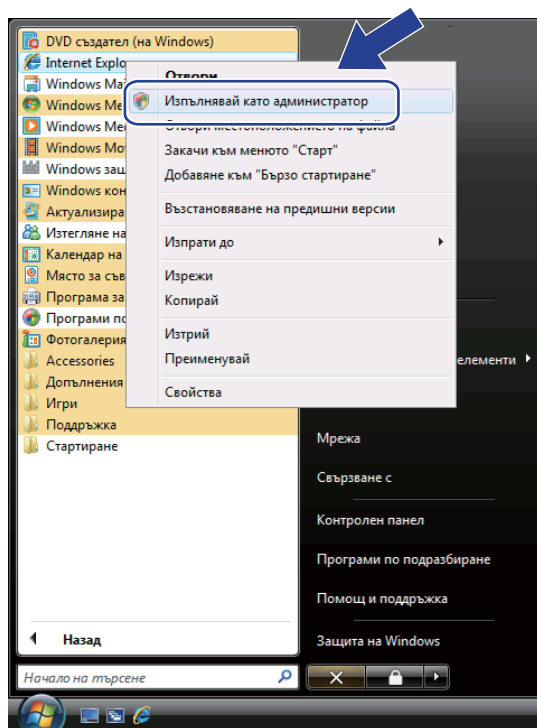 DVD създател (на Windows)
Internet Explo
Windows Ma
Windows Me
Windows Me
Windows Mo
Windows защ
Windows кон
Актуализира
Изтегляне на
Календар на
Място за съв
Програма за
Програми по
Фотогалерия
Accessories
Допълнения
Игри
Поддръжка
Стартиране
Назад
Начало на търсене
Отвори
Изпълнявай като администратор
Отвори местоположението на файла
Закачи към менюто "Старт"
Добавяне към "Бързо стартиране"
Възстановяване на предишни версии
Изпрати до
Изрежи
Копирай
Изтрий
Преименувай
Свойства
елементи
Мрежа
Свързване с
Контролен панел
Програми по подразбиране
Помощ и поддръжка
Защита на Windows